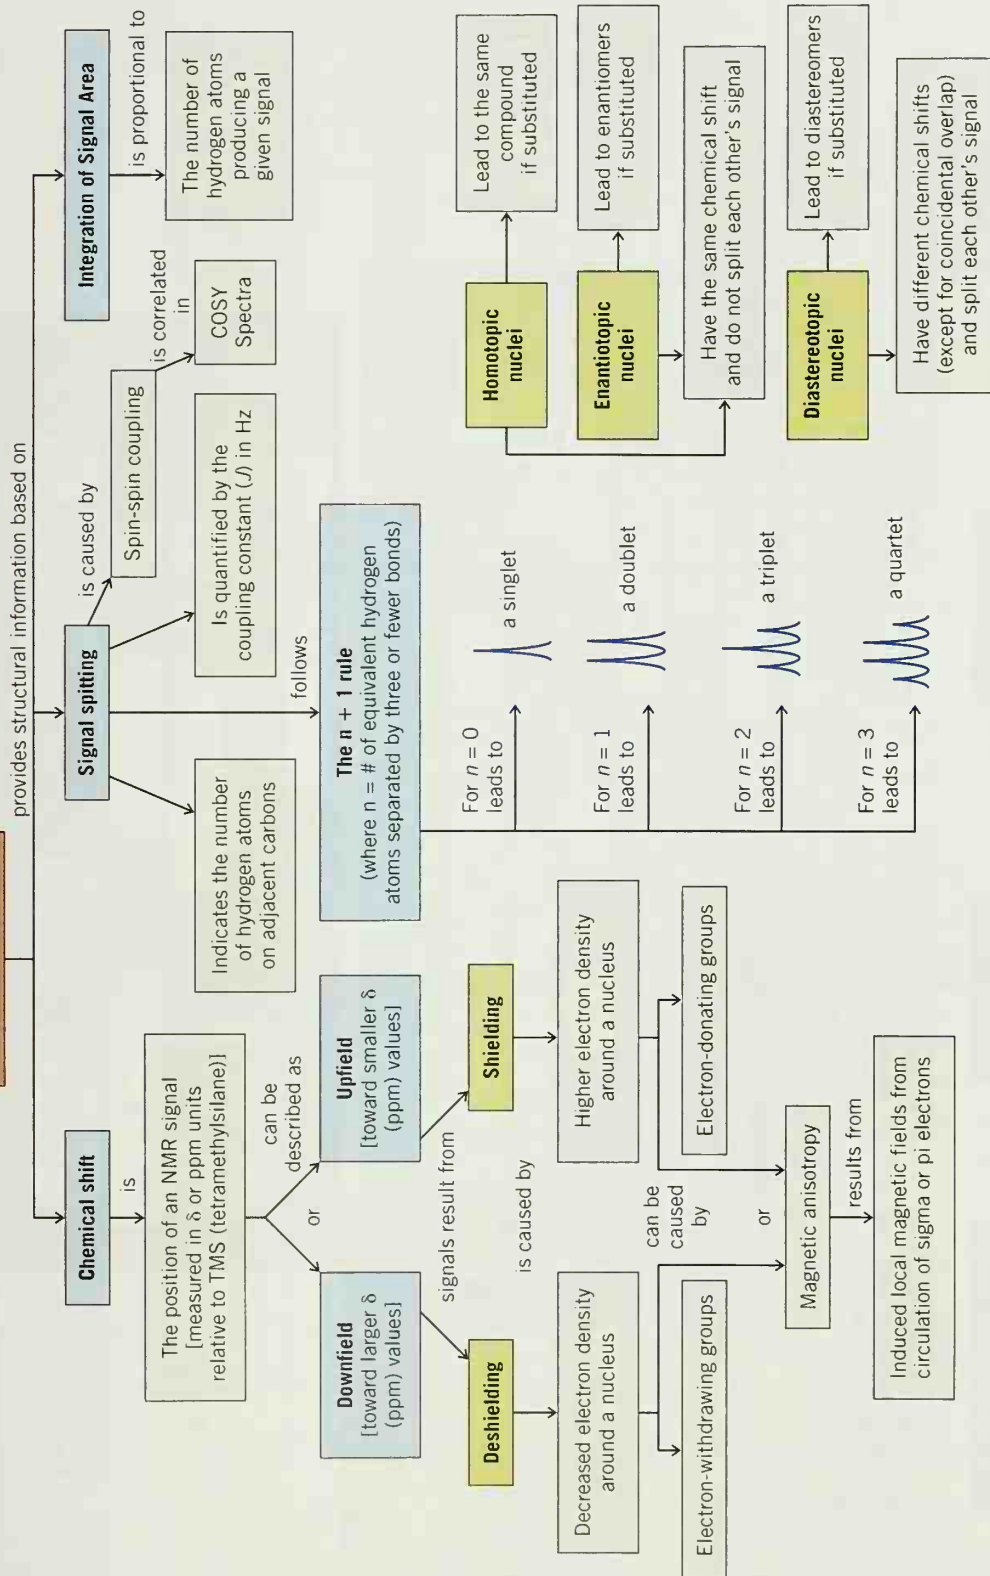 provides structural information based on
Chemical shift
is
The position of an NMR signal
[measured in δ or ppm units
relative to TMS (tetramethylsilane)]
can be
described as
or
Downfield
[toward larger δ
(ppm) values]
Upfield
[toward smaller δ
(ppm) values]
signals result from
Deshielding
Shielding
is caused by
Decreased electron density
around a nucleus
Higher electron density
around a nucleus
can be
caused
by
or
Electron-withdrawing groups
Electron-donating groups
Magnetic anisotropy
results from
Induced local magnetic fields from
circulation of sigma or pi electrons
Signal spitting
is caused by
Spin-spin coupling
is correlated
in
COSY
Spectra
Indicates the number
of hydrogen atoms
on adjacent carbons
Is quantified by the
coupling constant (J) in Hz
follows
The n + 1 rule
(where n = # of equivalent hydrogen
atoms separated by three or fewer bonds)
For n = 0
leads to
a singlet
For n = 1
leads to
a doublet
For n = 2
leads to
a triplet
For n = 3
leads to
a quartet
Integration of Signal Area
is proportional to
The number of
hydrogen atoms
producing a
given signal
Homotopic
nuclei
Lead to the same
compound
if substituted
Enantiotopic
nuclei
Lead to enantiomers
if substituted
Have the same chemical shift
and do not split each other's signal
Diastereotopic
nuclei
Lead to diastereomers
if substituted
Have different chemical shifts
(except for coincidental overlap)
and split each other's signal